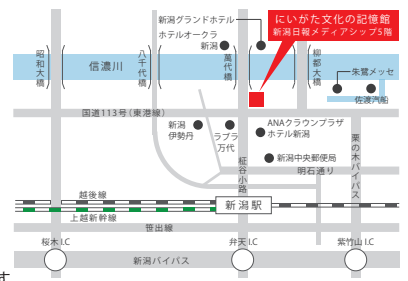 にいがた文化の記憶館
新潟日報メディアシップ5階
新潟グランドホテル
ホテルオークラ
新潟
昭和大橋
信濃川
八千代橋
萬代橋
柳都大橋
朱鷺メッセ
佐渡汽船
国道113号(東港線)
新潟
伊勢丹
ラブラ
万代
ANAクラウンプラザ
ホテル新潟
新潟中央郵便局
明石通り
柾谷小路
栗の木バイパス
越後線
新潟駅
上越新幹線
笹出線
桜木 I.C
弁天 I.C
紫竹山 I.C
新潟バイパス
す